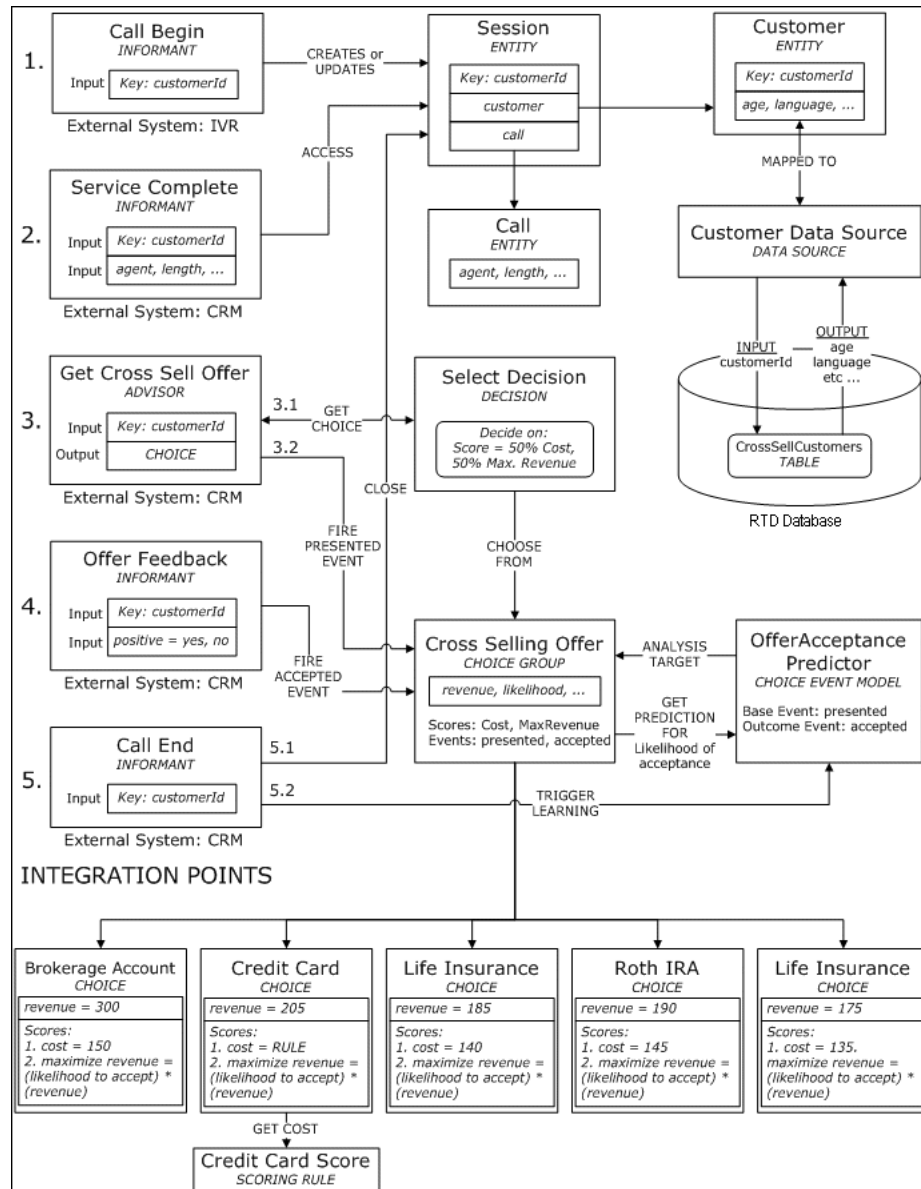 1.
Call Begin
INFORMANT
Input
Key: customerId
External System: IVR
CREATES or
UPDATES
Session
ENTITY
Key: customerId
customer
call
Customer
ENTITY
Key: customerId
age, language, ...
ACCESS
MAPPED TO
2.
Service Complete
INFORMANT
Input
Key: customerId
Input
agent, length, ...
External System: CRM
Call
ENTITY
agent, length, ...
Customer Data Source
DATA SOURCE
INPUT
customerId
OUTPUT
age
language
etc ...
CrossSellCustomers
TABLE
RTD Database
3.
Get Cross Sell Offer
ADVISOR
Input
Key: customerId
Output
CHOICE
External System: CRM
3.1
GET
CHOICE
3.2
CLOSE
Select Decision
DECISION
Decide on:
Score = 50% Cost,
50% Max. Revenue
FIRE
PRESENTED
EVENT
CHOOSE
FROM
4.
Offer Feedback
INFORMANT
Input
Key: customerId
Input
positive = yes, no
External System: CRM
FIRE
ACCEPTED
EVENT
Cross Selling Offer
CHOICE GROUP
revenue, likelihood, ...
Scores: Cost, MaxRevenue
Events: presented, accepted
ANALYSIS
TARGET
GET
PREDICTION
FOR
Likelihood of
acceptance
OfferAcceptance
Predictor
CHOICE EVENT MODEL
Base Event: presented
Outcome Event: accepted
5.
Call End
INFORMANT
Input
Key: customerId
External System: CRM
5.1
5.2
TRIGGER
LEARNING
INTEGRATION POINTS
Brokerage Account
CHOICE
revenue = 300
Scores:
1. cost = 150
2. maximize revenue =
(likelihood to accept) *
(revenue)
Credit Card
CHOICE
revenue = 205
Scores:
1. cost = RULE
2. maximize revenue =
(likelihood to accept) *
(revenue)
Life Insurance
CHOICE
revenue = 185
Scores:
1. cost = 140
2. maximize revenue =
(likelihood to accept) *
(revenue)
Roth IRA
CHOICE
revenue = 190
Scores:
1. cost = 145
2. maximize revenue =
(likelihood to accept) *
(revenue)
Life Insurance
CHOICE
revenue = 175
Scores:
1. cost = 135.
maximize revenue =
(likelihood to accept) *
(revenue)
GET COST
Credit Card Score
SCORING RULE